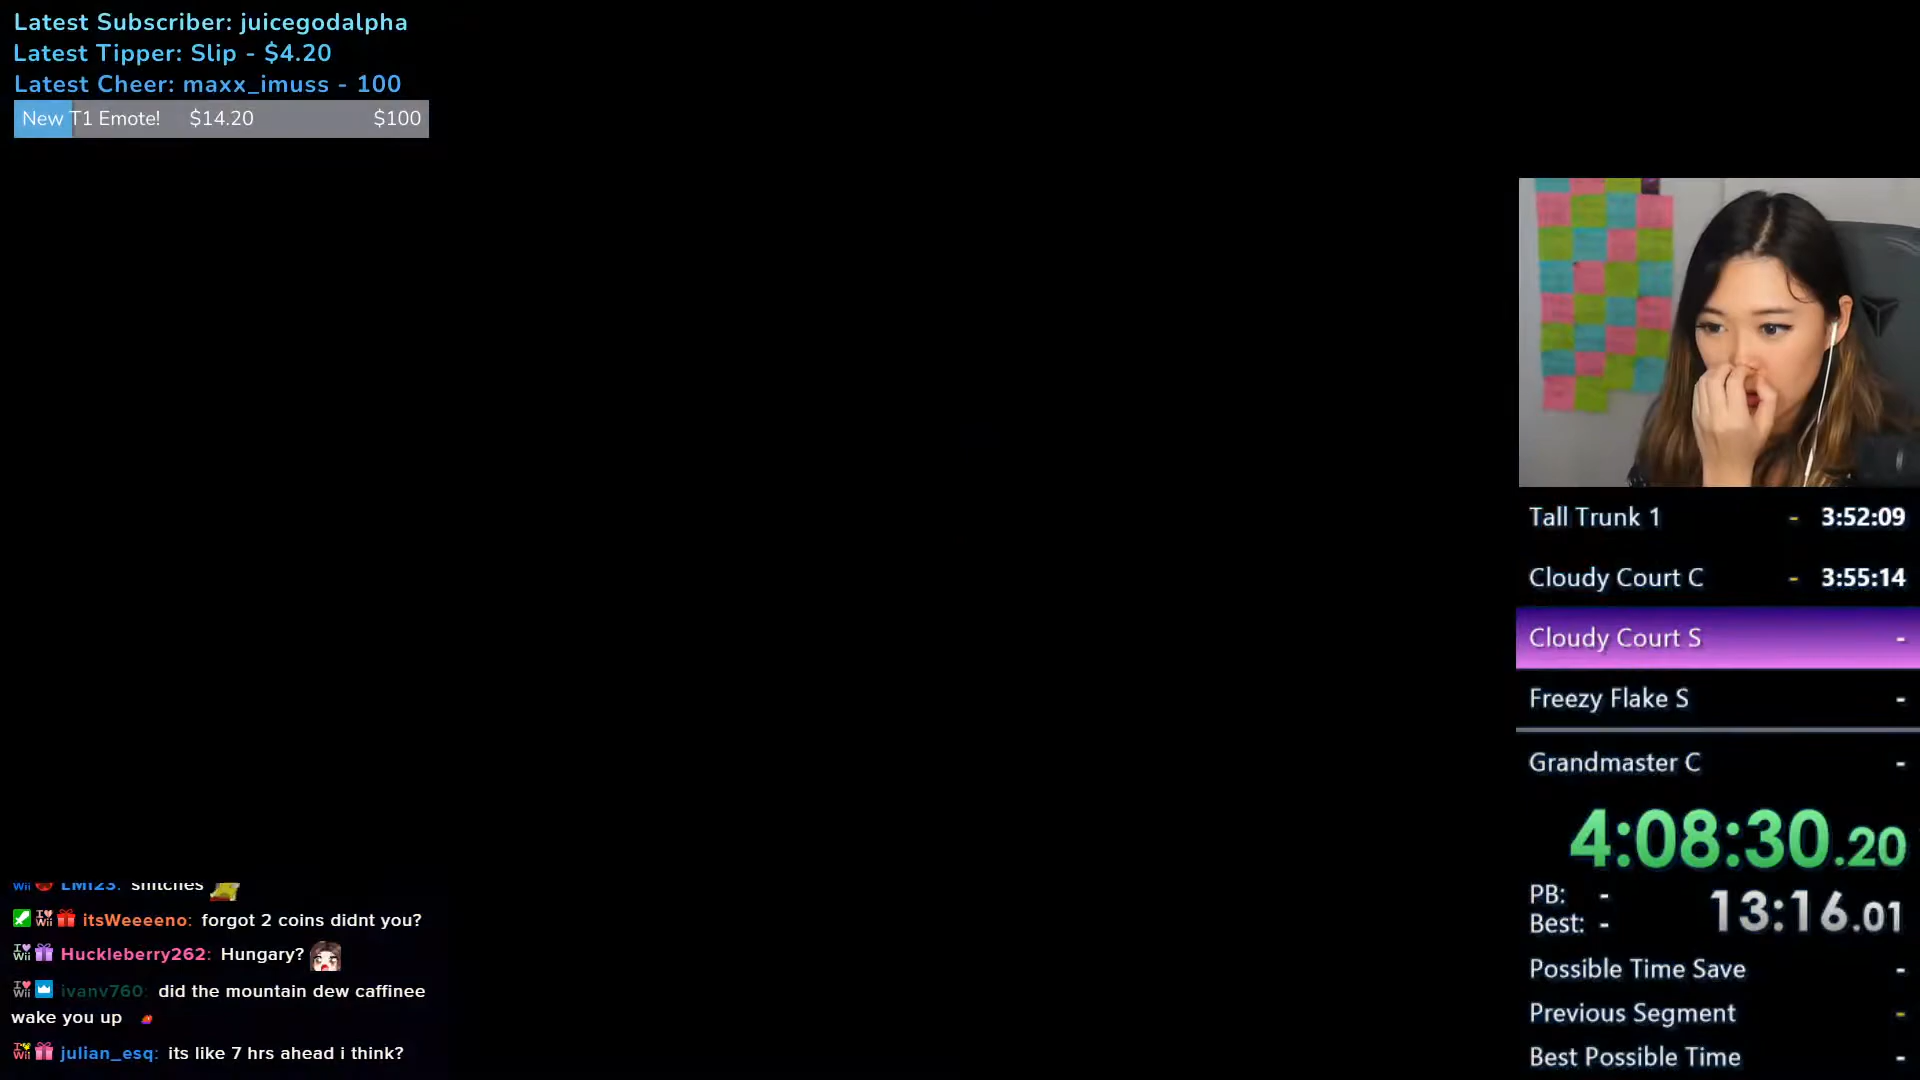 Latest Subscriber: juicegodalpha
Latest Tipper: Slip - $4.20
Latest Cheer: maxx_imuss - 100
New T1 Emote! $14.20 $100
Tall Trunk 1 - 3:52:09
Cloudy Court C - 3:55:14
Cloudy Court S -
Freezy Flake S -
Grandmaster C -
4:08:30.20
PB: -
Best: -
13:16.01
Possible Time Save -
Previous Segment -
Best Possible Time -
LM123: snitches
itsWeeeeno: forgot 2 coins didnt you?
Huckleberry262: Hungary?
ivanv760: did the mountain dew caffinee
wake you up
julian_esq: its like 7 hrs ahead i think?